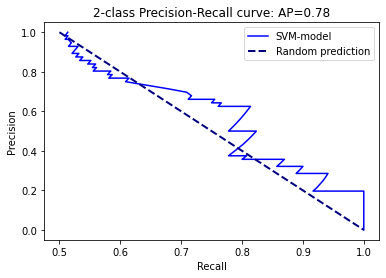 2-class Precision-Recall curve: AP=0.78
SVM-model
Random prediction
Precision
1.0
0.8
0.6
0.4
0.2
0.0
0.5
0.6
0.7
0.8
0.9
1.0
Recall